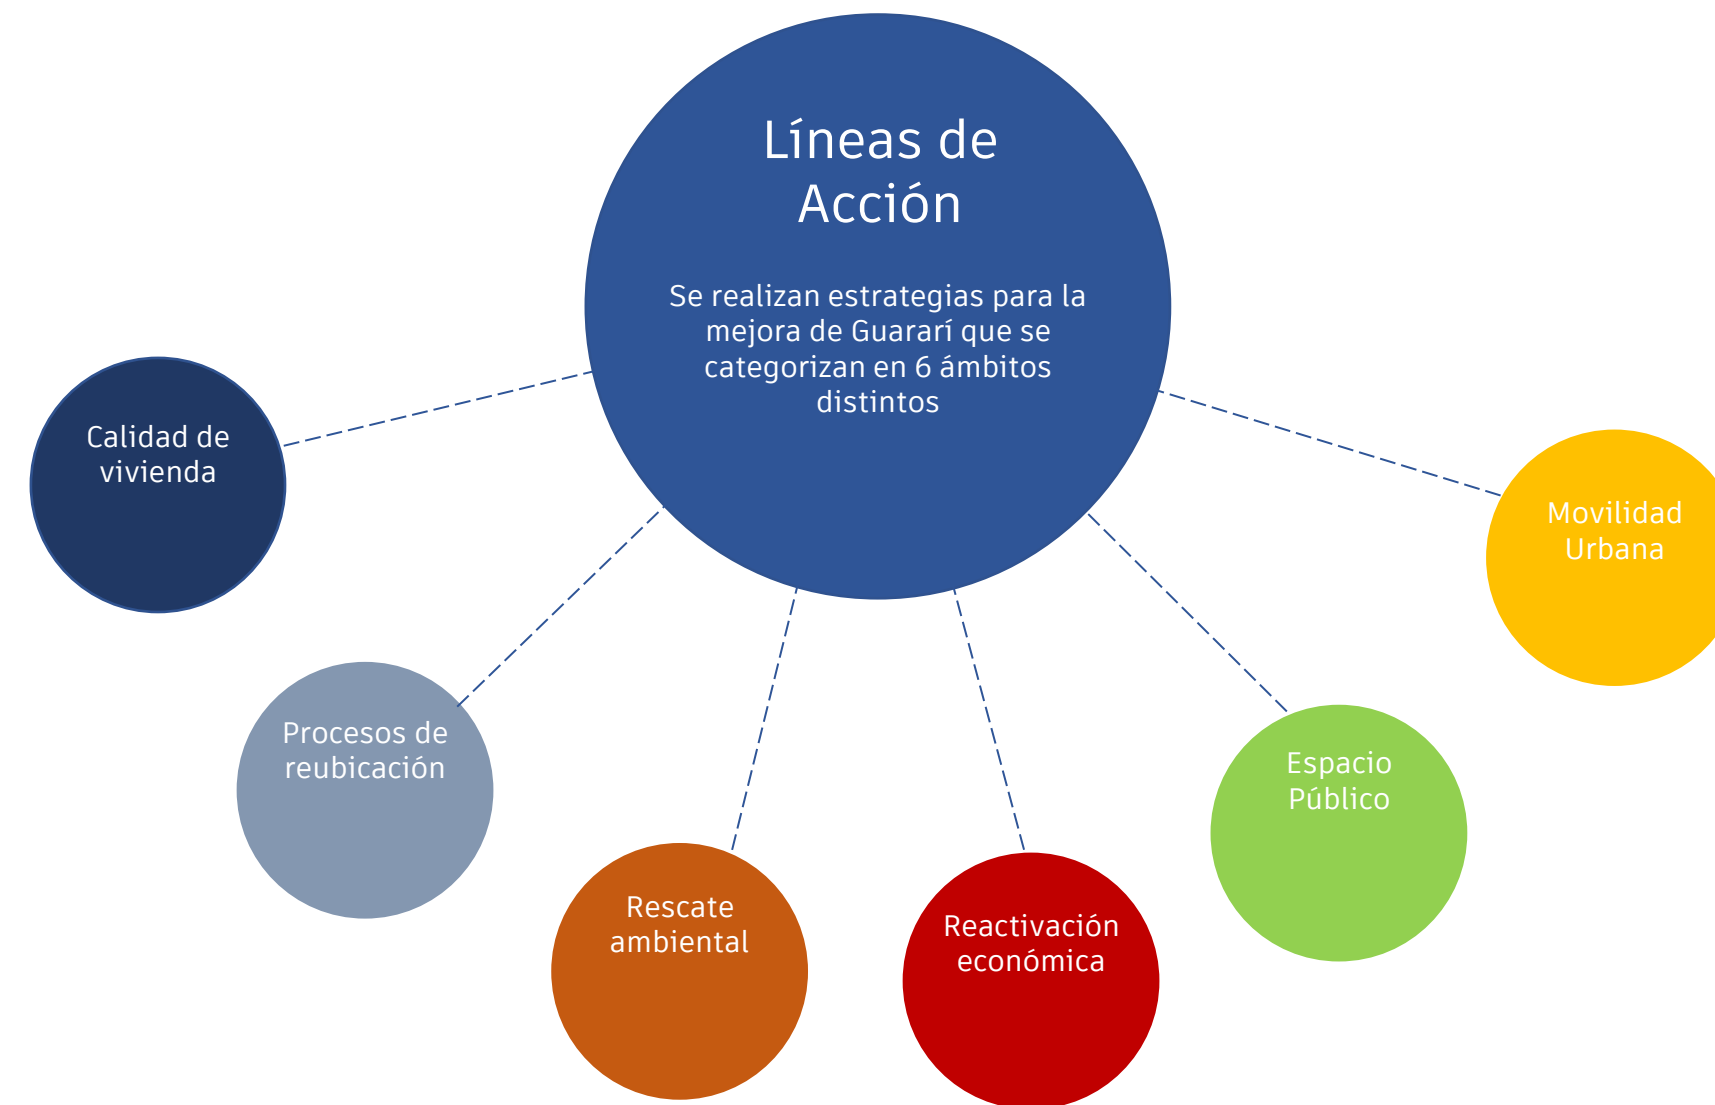 Líneas de
Acción
Se realizan estrategias para la
mejora de Guararí que se
categorizan en 6 ámbitos
distintos
Calidad de
vivienda
Procesos de
reubicación
Rescate
ambiental
Reactivación
económica
Espacio
Público
Movilidad
Urbana